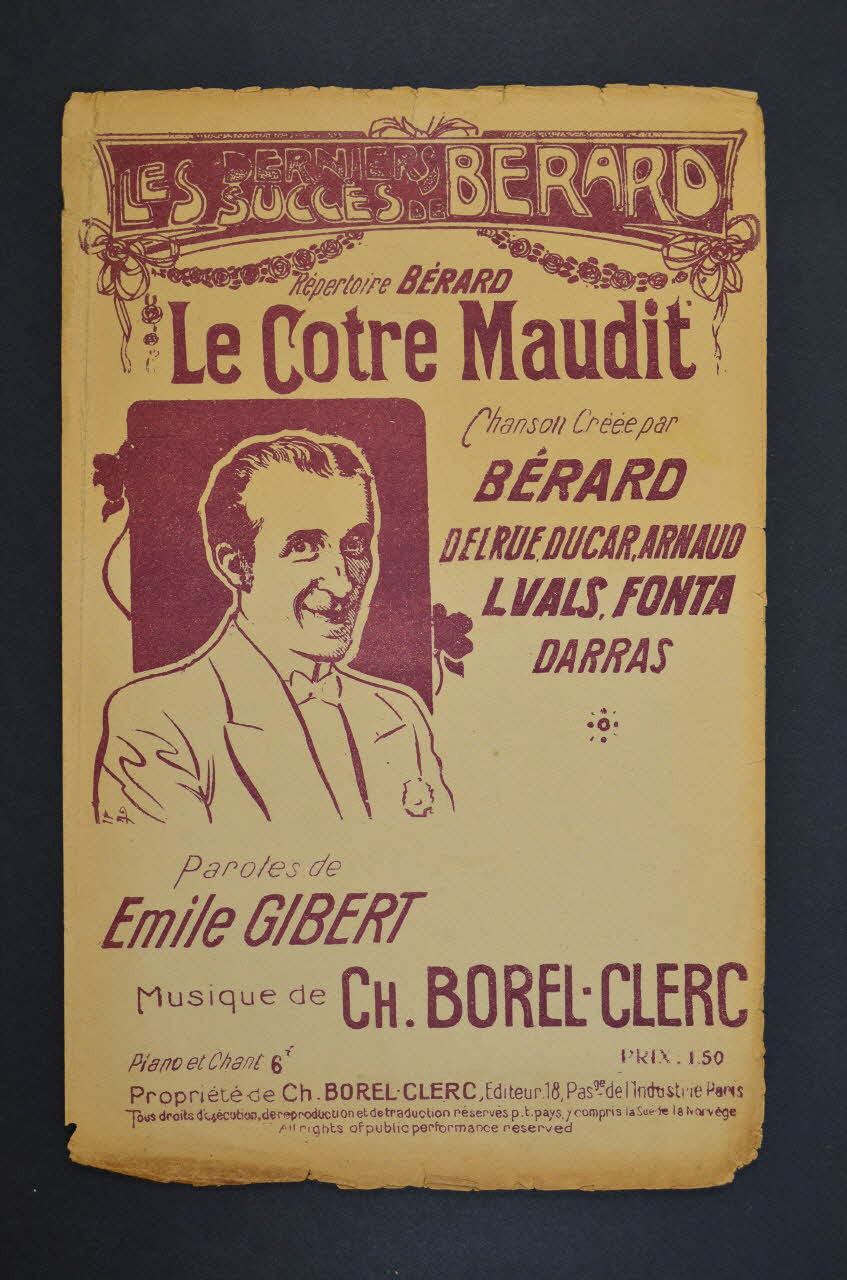 LES DERNIERS SUCCÈS DE BERARD
Répertoire BÉRARD
Le Cotre Maudit
Chanson Créée par
BÉRARD
DELRUE, DUCAR, ARNAUD
L.VALS, FONTA
DARRAS
Paroles de
Emile GIBERT
Musique de CH. BOREL-CLERC
Piano et Chant 6f
PRIX. 1.50
Propriété de CH. BOREL-CLERC, Editeur. 18, Pasge de l'Industrie Paris
Tous droits d'exécution, de reproduction et de traduction réservés p. t. pays, y compris la Suède la Norvège
All rights of public performance reserved